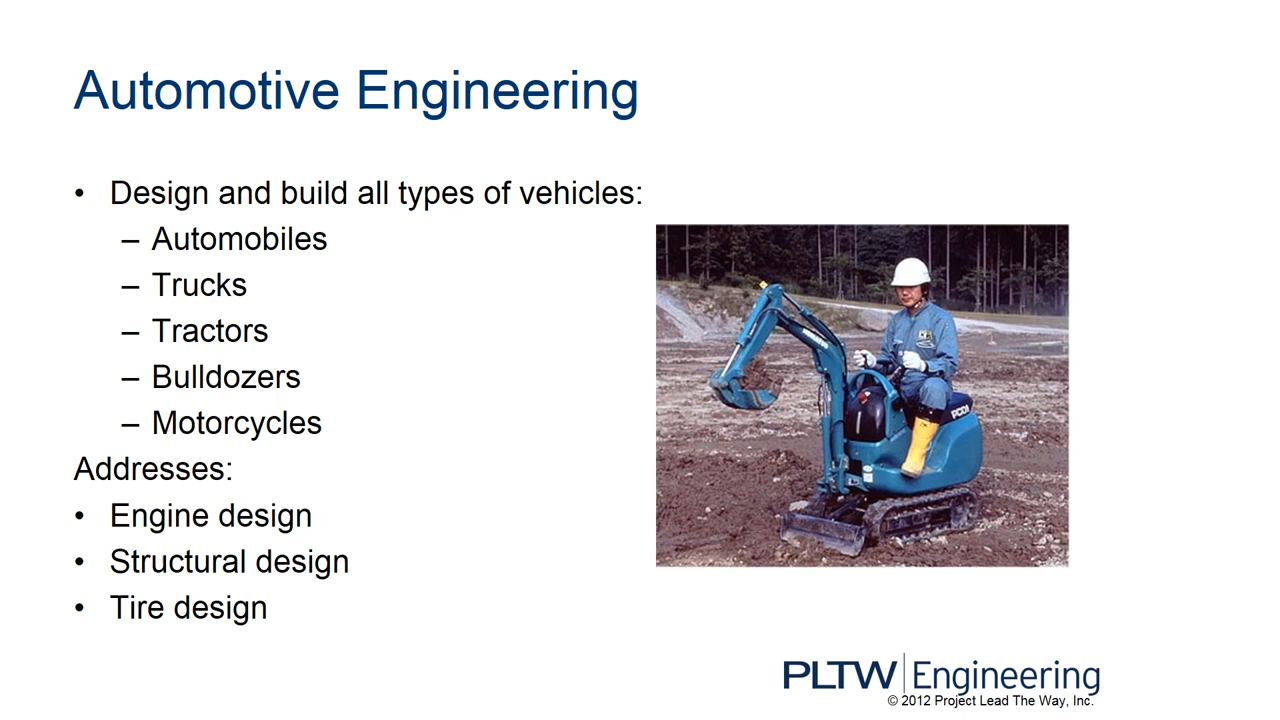 Automotive Engineering
• Design and build all types of vehicles:
– Automobiles
– Trucks
– Tractors
– Bulldozers
– Motorcycles
Addresses:
• Engine design
• Structural design
• Tire design
PLTW Engineering
© 2012 Project Lead The Way, Inc.